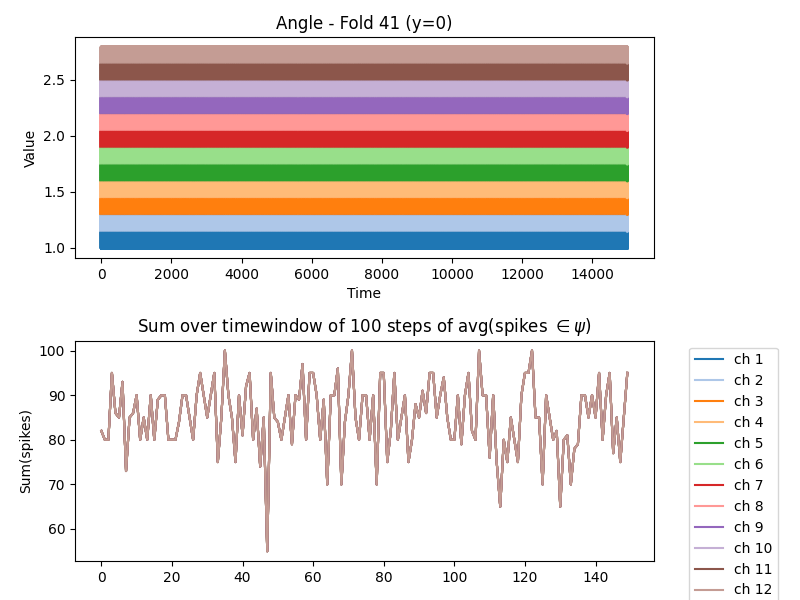 Angle - Fold 41 (y=0)
2.5
2.0
1.5
1.0
Value
0 2000 4000 6000 8000 10000 12000 14000
Time
Sum over timewindow of 100 steps of avg(spikes ∈ ψ)
100
90
80
70
60
Sum(spikes)
0 20 40 60 80 100 120 140
ch 1
ch 2
ch 3
ch 4
ch 5
ch 6
ch 7
ch 8
ch 9
ch 10
ch 11
ch 12